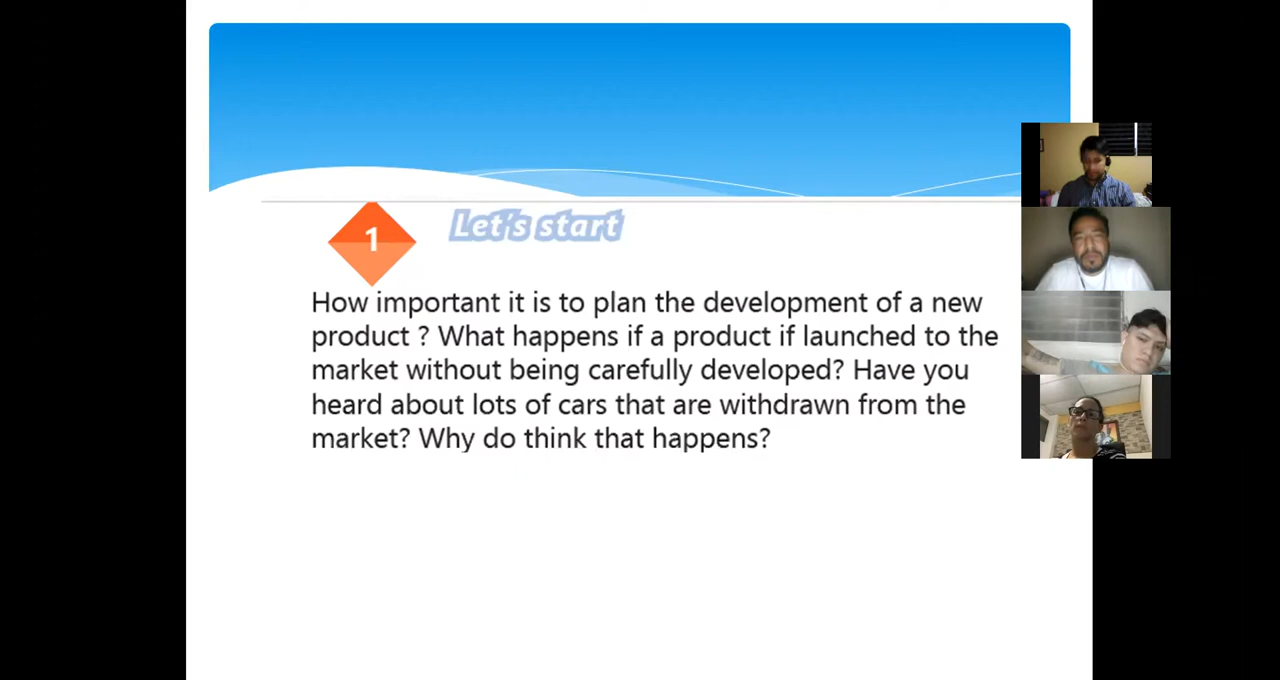 1
Let's start
How important it is to plan the development of a new
product ? What happens if a product if launched to the
market without being carefully developed? Have you
heard about lots of cars that are withdrawn from the
market? Why do think that happens?